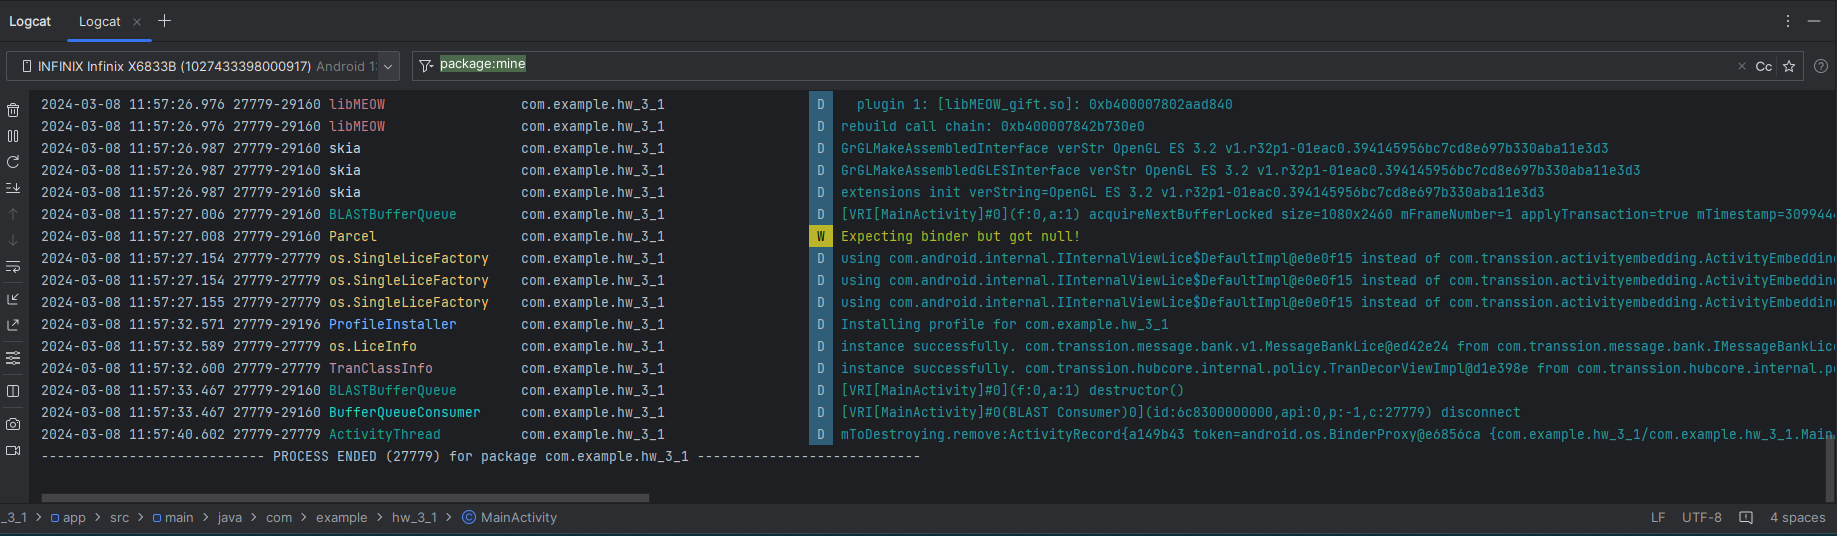 Logcat Logcat
INFINIX Infinix X6833B (1027433398000917) Android 1 package:mine Cc
2024-03-08 11:57:26.976 27779-29160 libMEOW com.example.hw_3_1 D plugin 1: [libMEOW_gift.so]: 0xb400007802aad840
2024-03-08 11:57:26.976 27779-29160 libMEOW com.example.hw_3_1 D rebuild call chain: 0xb400007842b730e0
2024-03-08 11:57:26.987 27779-29160 skia com.example.hw_3_1 D GrGLMakeAssembledInterface verStr OpenGL ES 3.2 v1.r32p1-01eac0.394145956bc7cd8e697b330aba11e3d3
2024-03-08 11:57:26.987 27779-29160 skia com.example.hw_3_1 D GrGLMakeAssembledGLESInterface verStr OpenGL ES 3.2 v1.r32p1-01eac0.394145956bc7cd8e697b330aba11e3d3
2024-03-08 11:57:26.987 27779-29160 skia com.example.hw_3_1 D extensions init verString=OpenGL ES 3.2 v1.r32p1-01eac0.394145956bc7cd8e697b330aba11e3d3
2024-03-08 11:57:27.006 27779-29160 BLASTBufferQueue com.example.hw_3_1 D [VRI[MainActivity]#0](f:0,a:1) acquireNextBufferLocked size=1080x2460 mFrameNumber=1 applyTransaction=true mTimestamp=309944
2024-03-08 11:57:27.008 27779-29160 Parcel com.example.hw_3_1 W Expecting binder but got null!
2024-03-08 11:57:27.154 27779-27779 os.SingleLiceFactory com.example.hw_3_1 D using com.android.internal.IInternalViewLice$DefaultImpl@e0e0f15 instead of com.transsion.activityembedding.ActivityEmbeddin
2024-03-08 11:57:27.154 27779-27779 os.SingleLiceFactory com.example.hw_3_1 D using com.android.internal.IInternalViewLice$DefaultImpl@e0e0f15 instead of com.transsion.activityembedding.ActivityEmbeddin
2024-03-08 11:57:27.155 27779-27779 os.SingleLiceFactory com.example.hw_3_1 D using com.android.internal.IInternalViewLice$DefaultImpl@e0e0f15 instead of com.transsion.activityembedding.ActivityEmbeddin
2024-03-08 11:57:32.571 27779-29196 ProfileInstaller com.example.hw_3_1 D Installing profile for com.example.hw_3_1
2024-03-08 11:57:32.589 27779-27779 os.LiceInfo com.example.hw_3_1 D instance successfully. com.transsion.message.bank.v1.MessageBankLice@ed42e24 from com.transsion.message.bank.IMessageBankLic
2024-03-08 11:57:32.600 27779-27779 TranClassInfo com.example.hw_3_1 D instance successfully. com.transsion.hubcore.internal.policy.TranDecorViewImpl@d1e398e from com.transsion.hubcore.internal.p
2024-03-08 11:57:33.467 27779-29160 BLASTBufferQueue com.example.hw_3_1 D [VRI[MainActivity]#0](f:0,a:1) destructor()
2024-03-08 11:57:33.467 27779-29160 BufferQueueConsumer com.example.hw_3_1 D [VRI[MainActivity]#0(BLAST Consumer)0](id:6c8300000000,api:0,p:-1,c:27779) disconnect
2024-03-08 11:57:40.602 27779-27779 ActivityThread com.example.hw_3_1 D mToDestroying.remove:ActivityRecord{a149b43 token=android.os.BinderProxy@e6856ca {com.example.hw_3_1/com.example.hw_3_1.Main
---------------------------- PROCESS ENDED (27779) for package com.example.hw_3_1 ----------------------------
_3_1 > app > src > main > java > com > example > hw_3_1 > MainActivity LF UTF-8 4 spaces